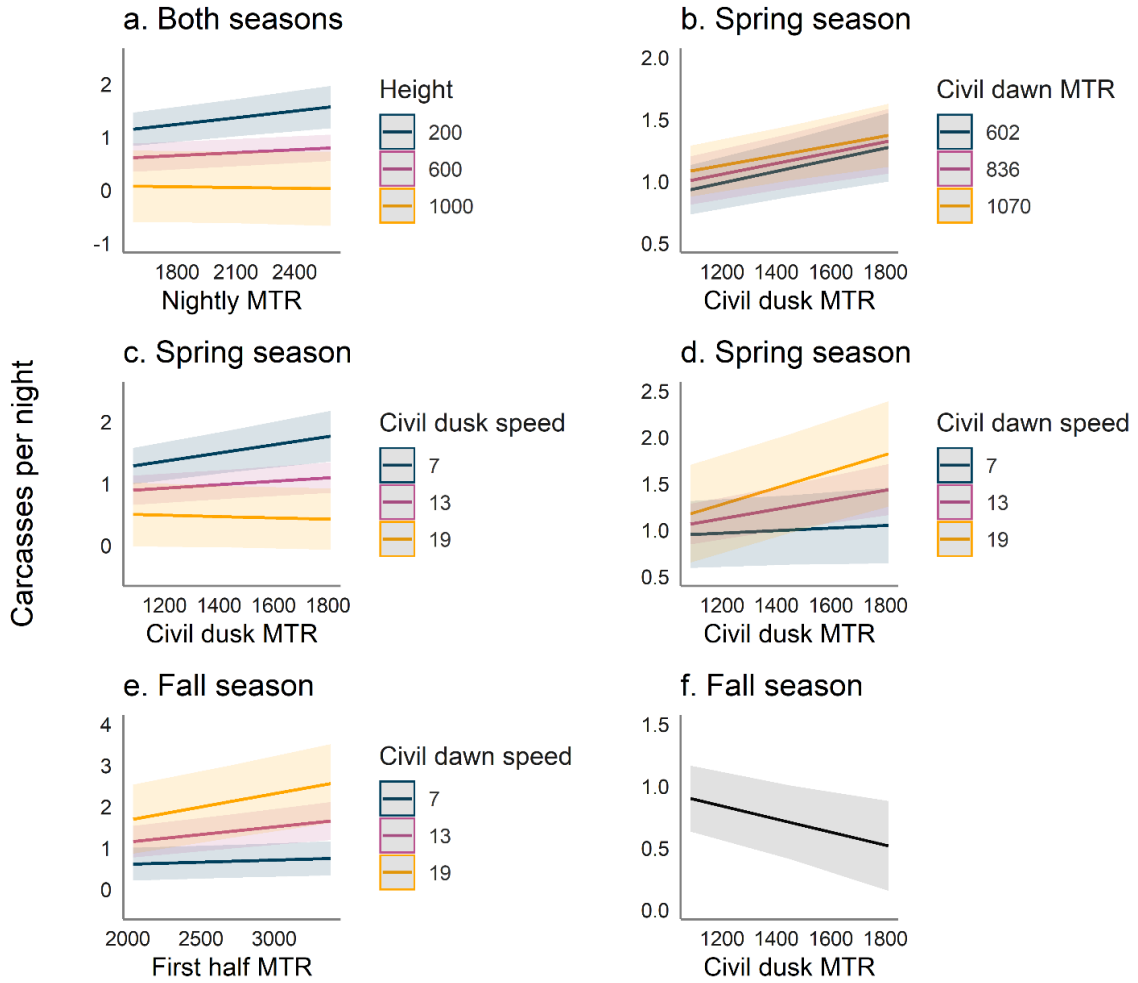 Carcasses per night
a. Both seasons
2
1
0
-1
1800 2100 2400
Nightly MTR
Height
200
600
1000
b. Spring season
2.0
1.5
1.0
0.5
1200 1400 1600 1800
Civil dusk MTR
Civil dawn MTR
602
836
1070
c. Spring season
2
1
0
1200 1400 1600 1800
Civil dusk MTR
Civil dusk speed
7
13
19
d. Spring season
2.5
2.0
1.5
1.0
0.5
1200 1400 1600 1800
Civil dusk MTR
Civil dawn speed
7
13
19
e. Fall season
4
3
2
1
0
2000 2500 3000
First half MTR
Civil dawn speed
7
13
19
f. Fall season
1.5
1.0
0.5
0.0
1200 1400 1600 1800
Civil dusk MTR